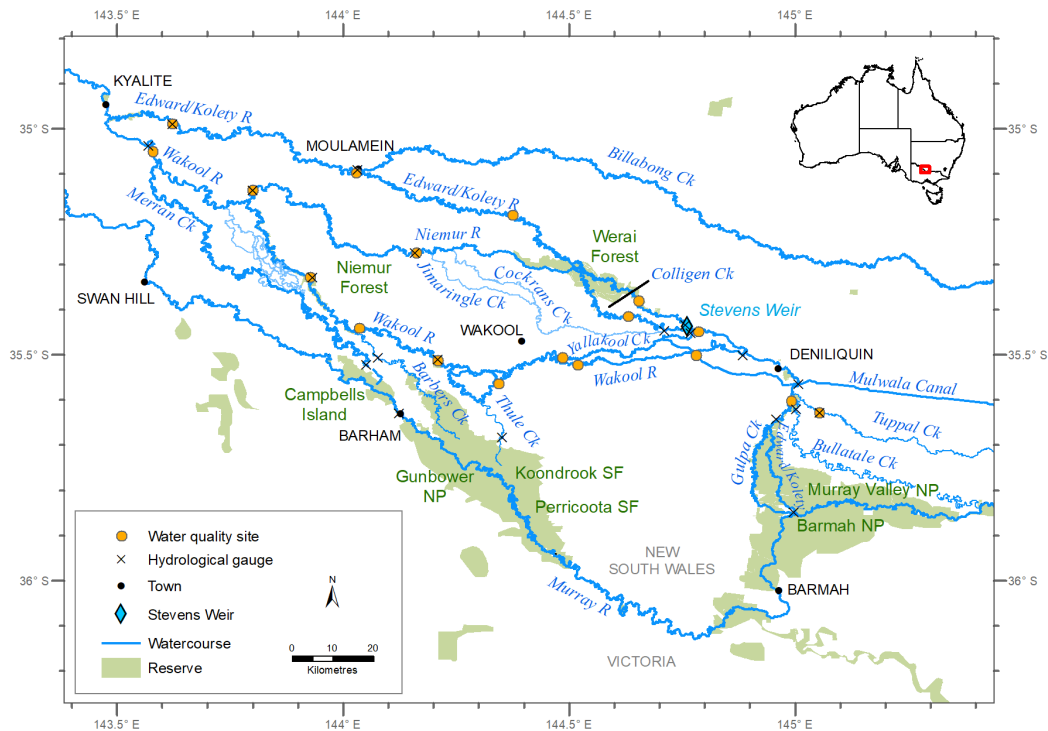 143.5° E
144° E
144.5° E
145° E
35° S
35° S
35.5° S
35.5° S
36° S
36° S
KYALITE
Edward/Kolety R
MOULAMEIN
Billabong Ck
Wakool R
Merran Ck
Edward/Kolety R
Niemur R
Werai
Forest
Niemur
Forest
Jimaringle Ck
Cockrans Ck
Colligen Ck
SWAN HILL
Stevens Weir
Wakool R
WAKOOL
Yallakool Ck
DENILIQUIN
Wakool R
Mulwala Canal
Campbells
Island
Barbers Ck
Thule Ck
BARHAM
Tuppal Ck
Gulpa Ck
Edward/Kolety
Bullatale Ck
Gunbower
NP
Koondrook SF
Perricoota SF
Murray Valley NP
Barmah NP
NEW
SOUTH WALES
BARMAH
Murray R
VICTORIA
Water quality site
Hydrological gauge
Town
Stevens Weir
Watercourse
Reserve
N
0 10 20
Kilometres
143.5° E
144° E
144.5° E
145° E